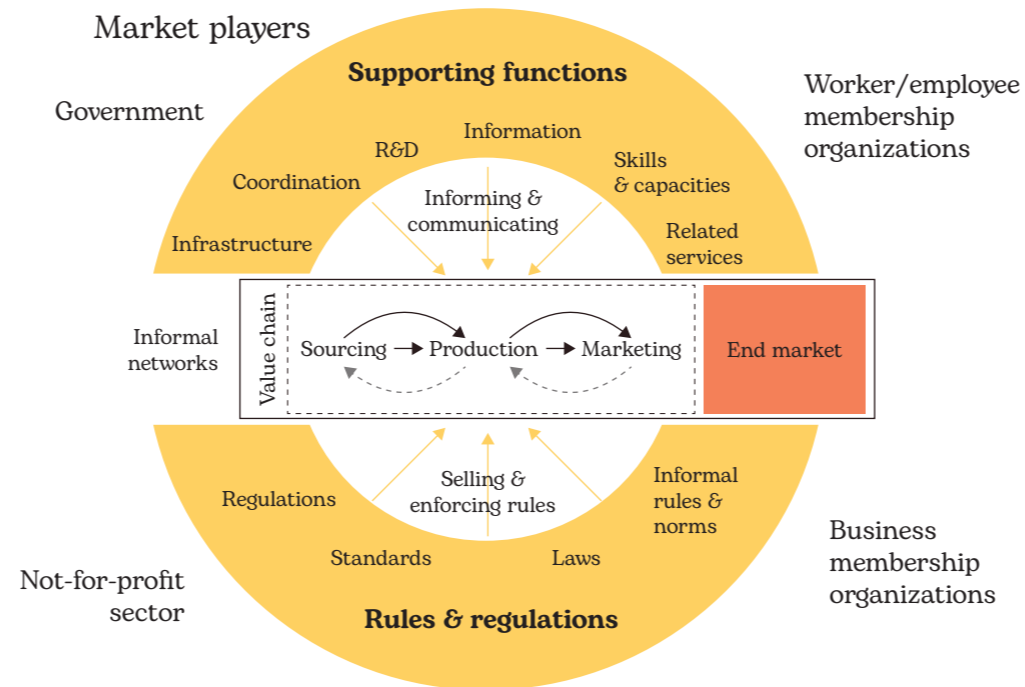 Market players
Supporting functions
Government
Worker/employee
membership
organizations
Information
R&D
Skills
& capacities
Coordination
Informing &
communicating
Infrastructure
Related
services
Informal
networks
Value chain
Sourcing
Production
Marketing
End market
Regulations
Selling &
enforcing rules
Informal
rules &
norms
Standards
Laws
Not-for-profit
sector
Business
membership
organizations
Rules & regulations